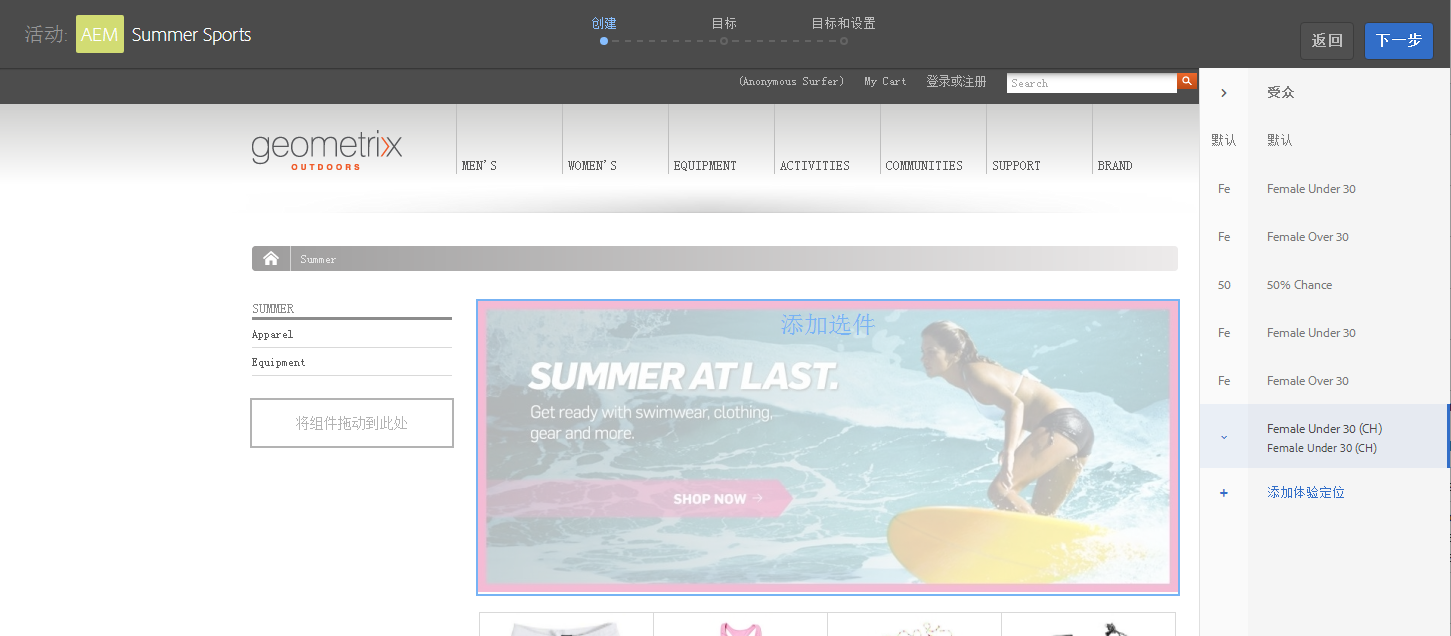 活动: AEM Summer Sports
创建 目标 目标和设置
返回 下一步
(Anonymous Surfer) My Cart 登录或注册 Search
geometrixx
OUTDOORS
MEN'S WOMEN'S EQUIPMENT ACTIVITIES COMMUNITIES SUPPORT BRAND
Summer
SUMMER
Apparel
Equipment
将组件拖动到此处
添加选件
SUMMER AT LAST.
Get ready with swimwear, clothing,
gear and more.
SHOP NOW →
受众
默认 默认
Fe Female Under 30
Fe Female Over 30
50 50% Chance
Fe Female Under 30
Fe Female Over 30
Female Under 30 (CH)
Female Under 30 (CH)
+ 添加体验定位